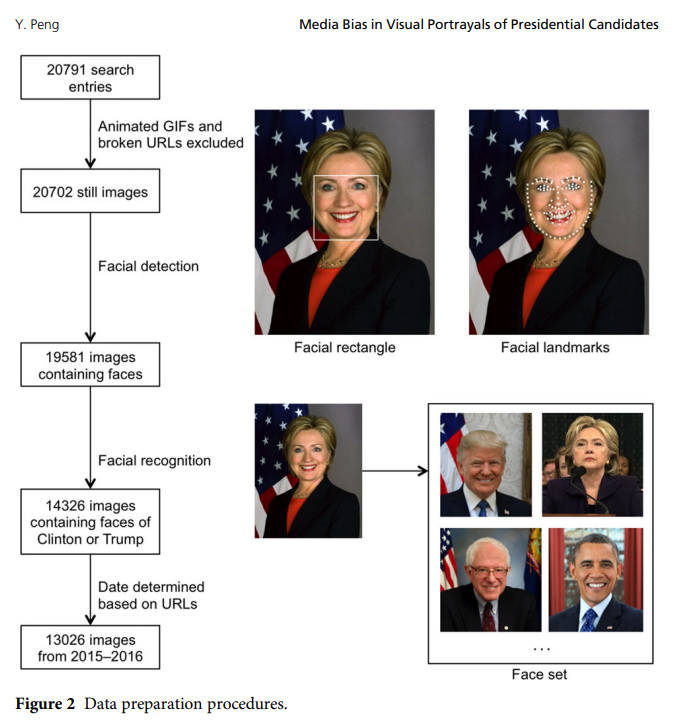 Y. Peng
Media Bias in Visual Portrayals of Presidential Candidates
20791 search
entries
Animated GIFs and
broken URLs excluded
20702 still images
Facial detection
19581 images
containing faces
Facial rectangle
Facial landmarks
Facial recognition
14326 images
containing faces of
Clinton or Trump
Date determined
based on URLs
13026 images
from 2015–2016
...
Face set
Figure 2 Data preparation procedures.